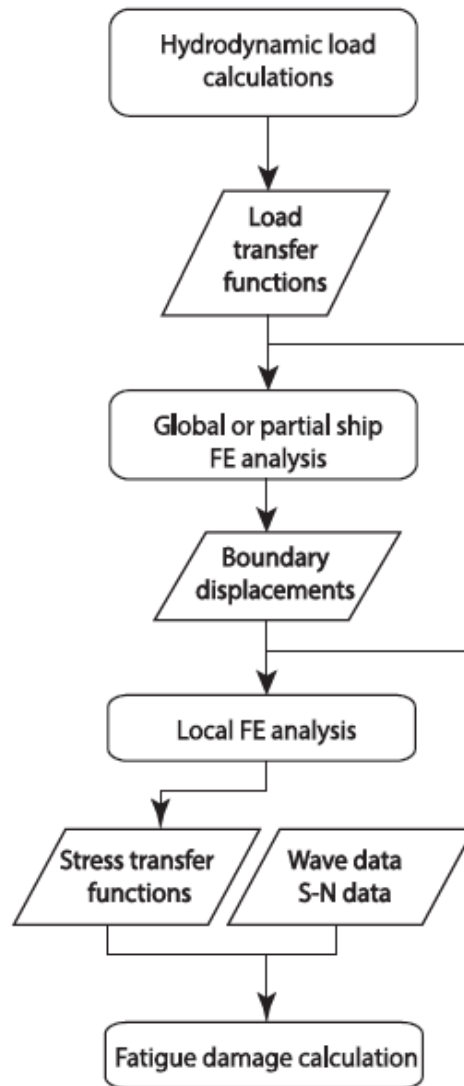 Hydrodynamic load
calculations
Load
transfer
functions
Global or partial ship
FE analysis
Boundary
displacements
Local FE analysis
Stress transfer
functions
Wave data
S-N data
Fatigue damage calculation